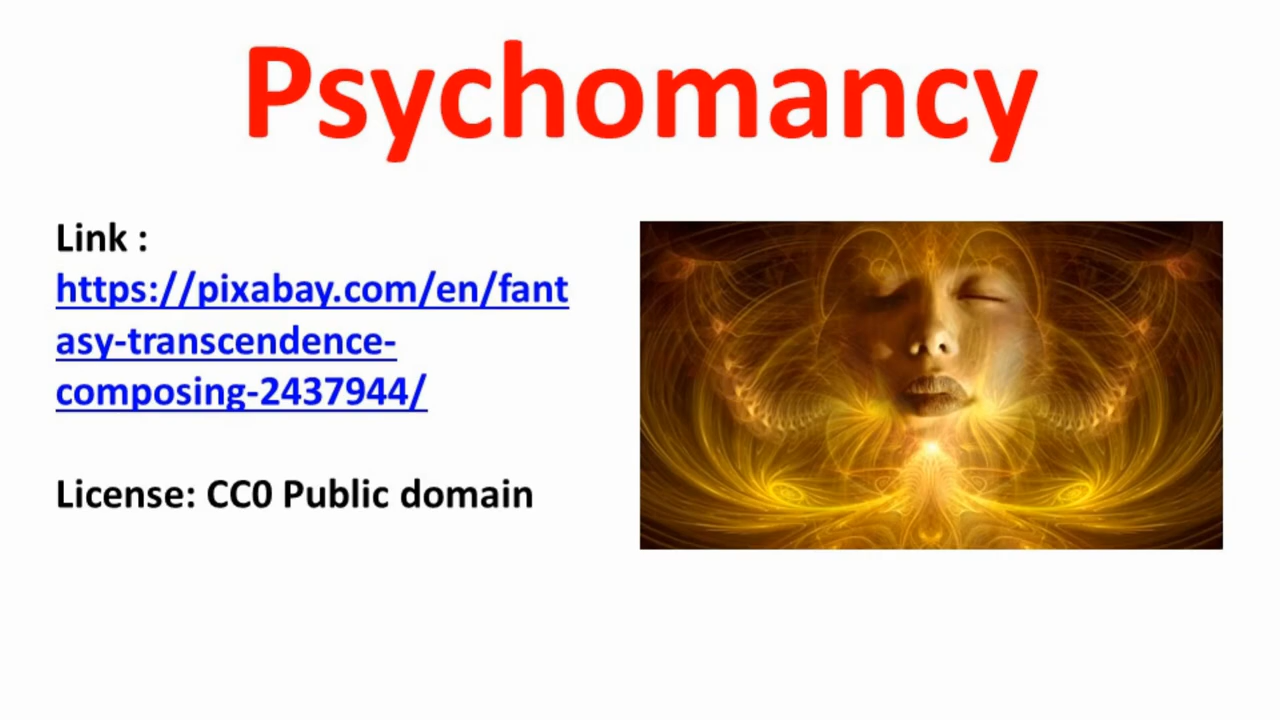 Psychomancy
Link :
https://pixabay.com/en/fant
asy-transcendence-
composing-2437944/
License: CC0 Public domain